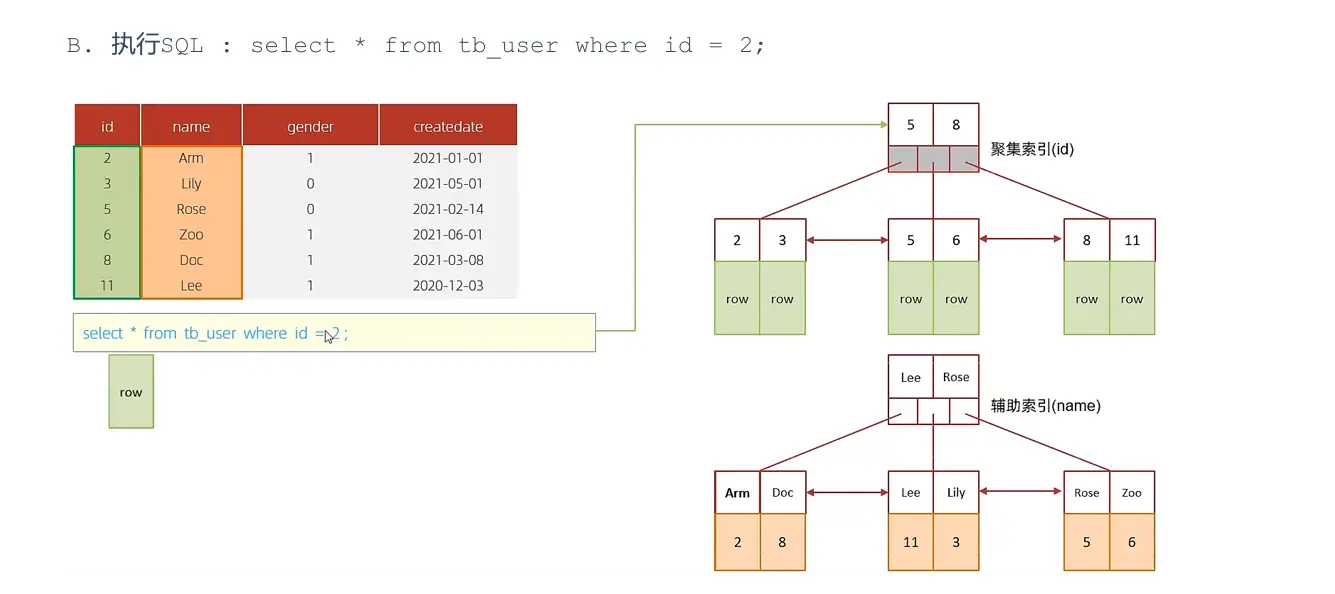 B. 执行SQL : select * from tb_user where id = 2;
id name gender createdate
2 Arm 1 2021-01-01
3 Lily 0 2021-05-01
5 Rose 0 2021-02-14
6 Zoo 1 2021-06-01
8 Doc 1 2021-03-08
11 Lee 1 2020-12-03
select * from tb_user where id = 2 ;
row
5 8
聚集索引(id)
2 3 5 6 8 11
row row row row row row
Lee Rose
辅助索引(name)
Arm Doc Lee Lily Rose Zoo
2 8 11 3 5 6